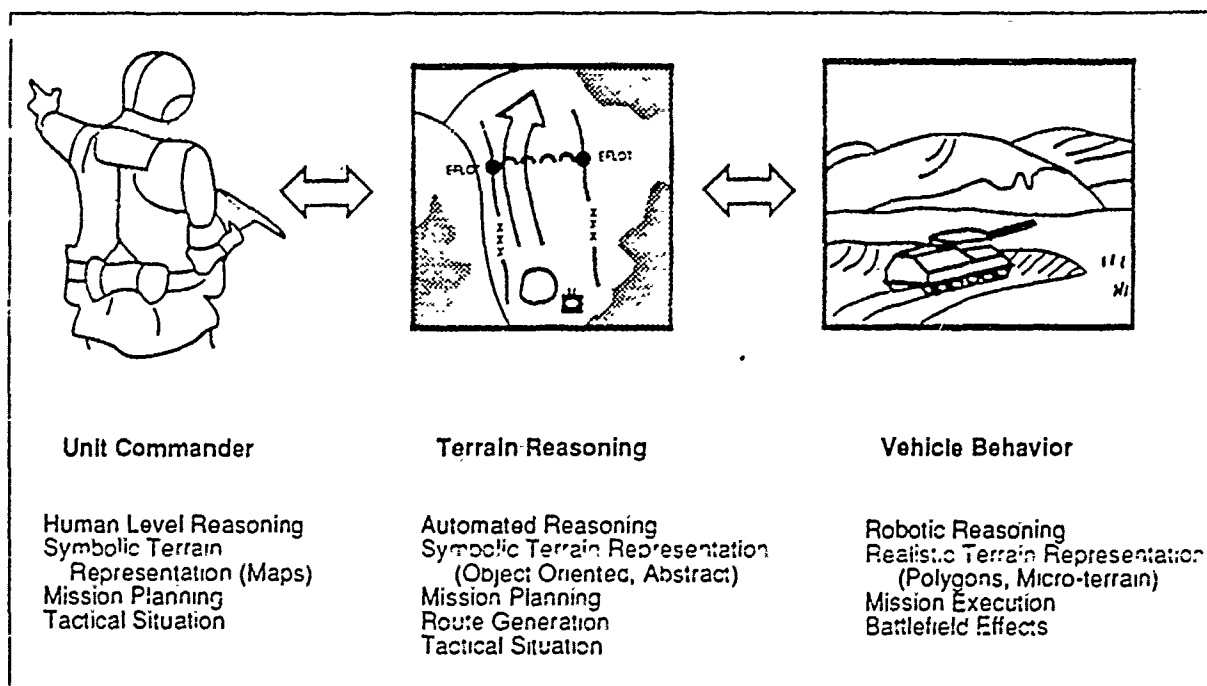 EFLOT
EFLOT
Unit Commander
Human Level Reasoning
Symbolic Terrain
Representation (Maps)
Mission Planning
Tactical Situation
Terrain Reasoning
Automated Reasoning
Symbolic Terrain Representation
(Object Oriented, Abstract)
Mission Planning
Route Generation
Tactical Situation
Vehicle Behavior
Robotic Reasoning
Realistic Terrain Representation
(Polygons, Micro-terrain)
Mission Execution
Battlefield Effects